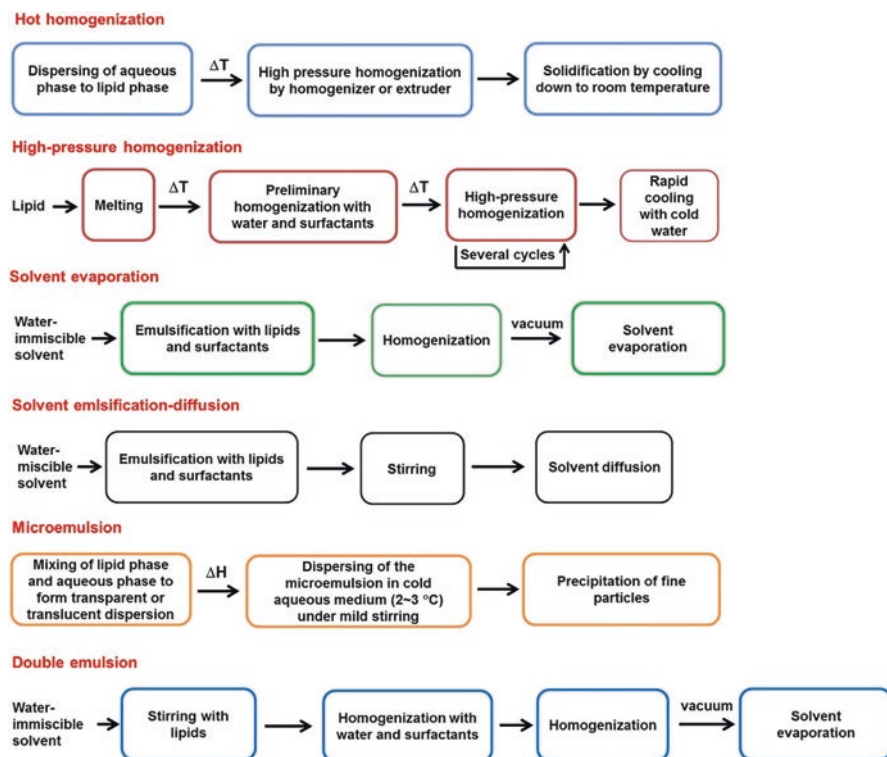 Hot homogenization
Dispersing of aqueous
phase to lipid phase
ΔT
High pressure homogenization
by homogenizer or extruder
Solidification by cooling
down to room temperature
High-pressure homogenization
Lipid
Melting
ΔT
Preliminary
homogenization with
water and surfactants
ΔT
High-pressure
homogenization
Several cycles
Rapid
cooling
with cold
water
Solvent evaporation
Water-
immiscible
solvent
Emulsification with lipids
and surfactants
Homogenization
vacuum
Solvent
evaporation
Solvent emlsification-diffusion
Water-
miscible
solvent
Emulsification with lipids
and surfactants
Stirring
Solvent diffusion
Microemulsion
Mixing of lipid phase
and aqueous phase to
form transparent or
translucent dispersion
ΔH
Dispersing of the
microemulsion in cold
aqueous medium (2~3 °C)
under mild stirring
Precipitation of fine
particles
Double emulsion
Water-
immiscible
solvent
Stirring with
lipids
Homogenization with
water and surfactants
Homogenization
vacuum
Solvent
evaporation